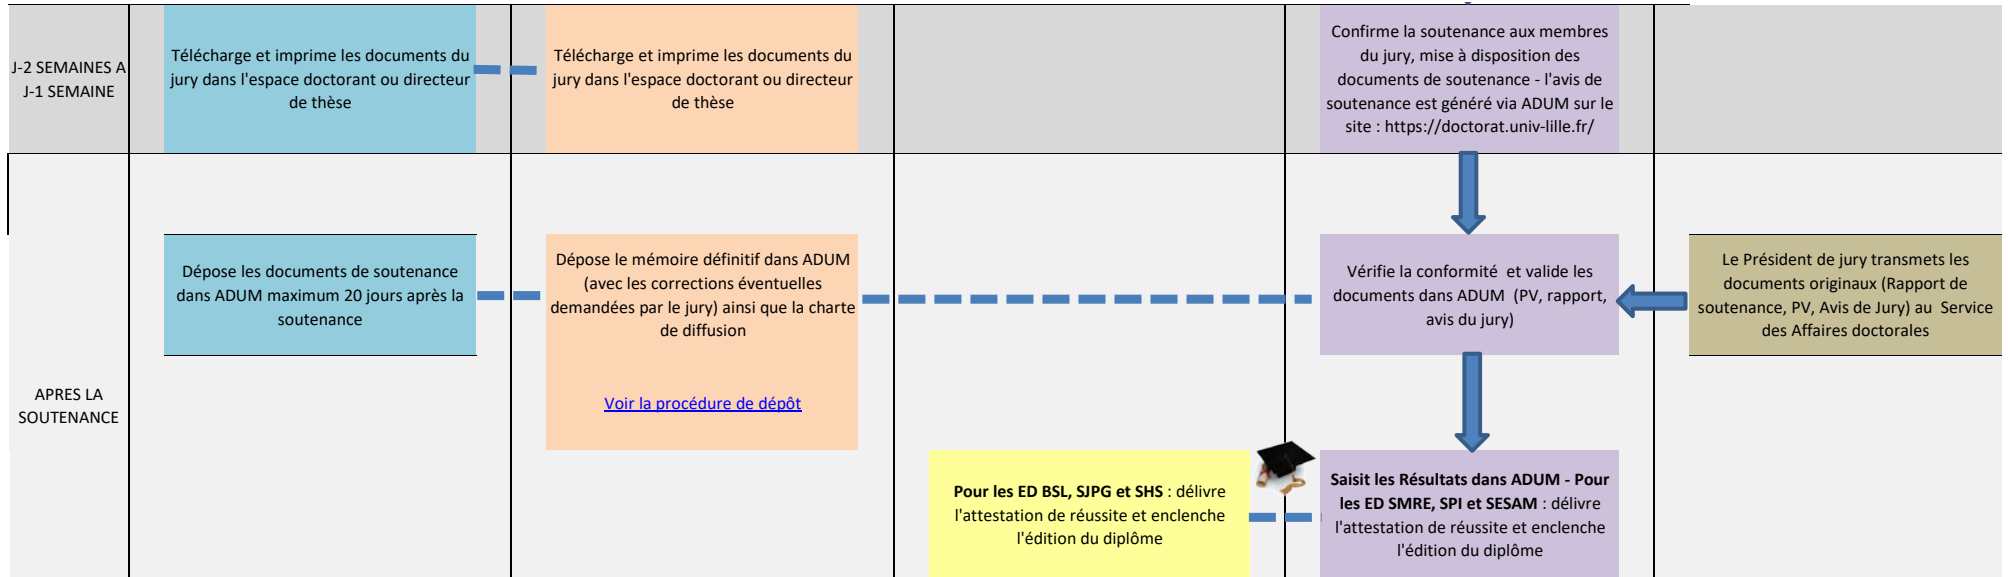 J-2 SEMAINES A
J-1 SEMAINE
Télécharge et imprime les documents du
jury dans l'espace doctorant ou directeur
de thèse
Télécharge et imprime les documents du
jury dans l'espace doctorant ou directeur
de thèse
Confirme la soutenance aux membres
du jury, mise à disposition des
documents de soutenance - l'avis de
soutenance est généré via ADUM sur le
site : https://doctorat.univ-lille.fr/
APRES LA
SOUTENANCE
Dépose les documents de soutenance
dans ADUM maximum 20 jours après la
soutenance
Dépose le mémoire définitif dans ADUM
(avec les corrections éventuelles
demandées par le jury) ainsi que la charte
de diffusion
Voir la procédure de dépôt
Vérifie la conformité  et valide les
documents dans ADUM  (PV, rapport,
avis du jury)
Le Président de jury transmets les
documents originaux (Rapport de
soutenance, PV, Avis de Jury) au  Service
des Affaires doctorales
Pour les ED BSL, SJPG et SHS : délivre
l'attestation de réussite et enclenche
l'édition du diplôme
Saisit les Résultats dans ADUM - Pour
les ED SMRE, SPI et SESAM : délivre
l'attestation de réussite et enclenche
l'édition du diplôme